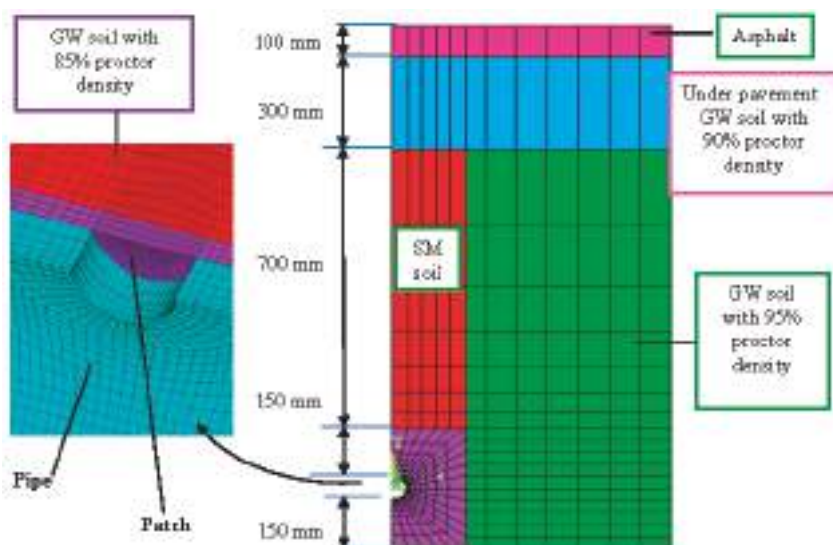 GW soil with
85% proctor
density
100 mm
300 mm
700 mm
150 mm
150 mm
Asphalt
Under pavement
GW soil with
90% proctor
density
SM
soil
GW soil
with 95%
proctor
density
Pipe
Patch